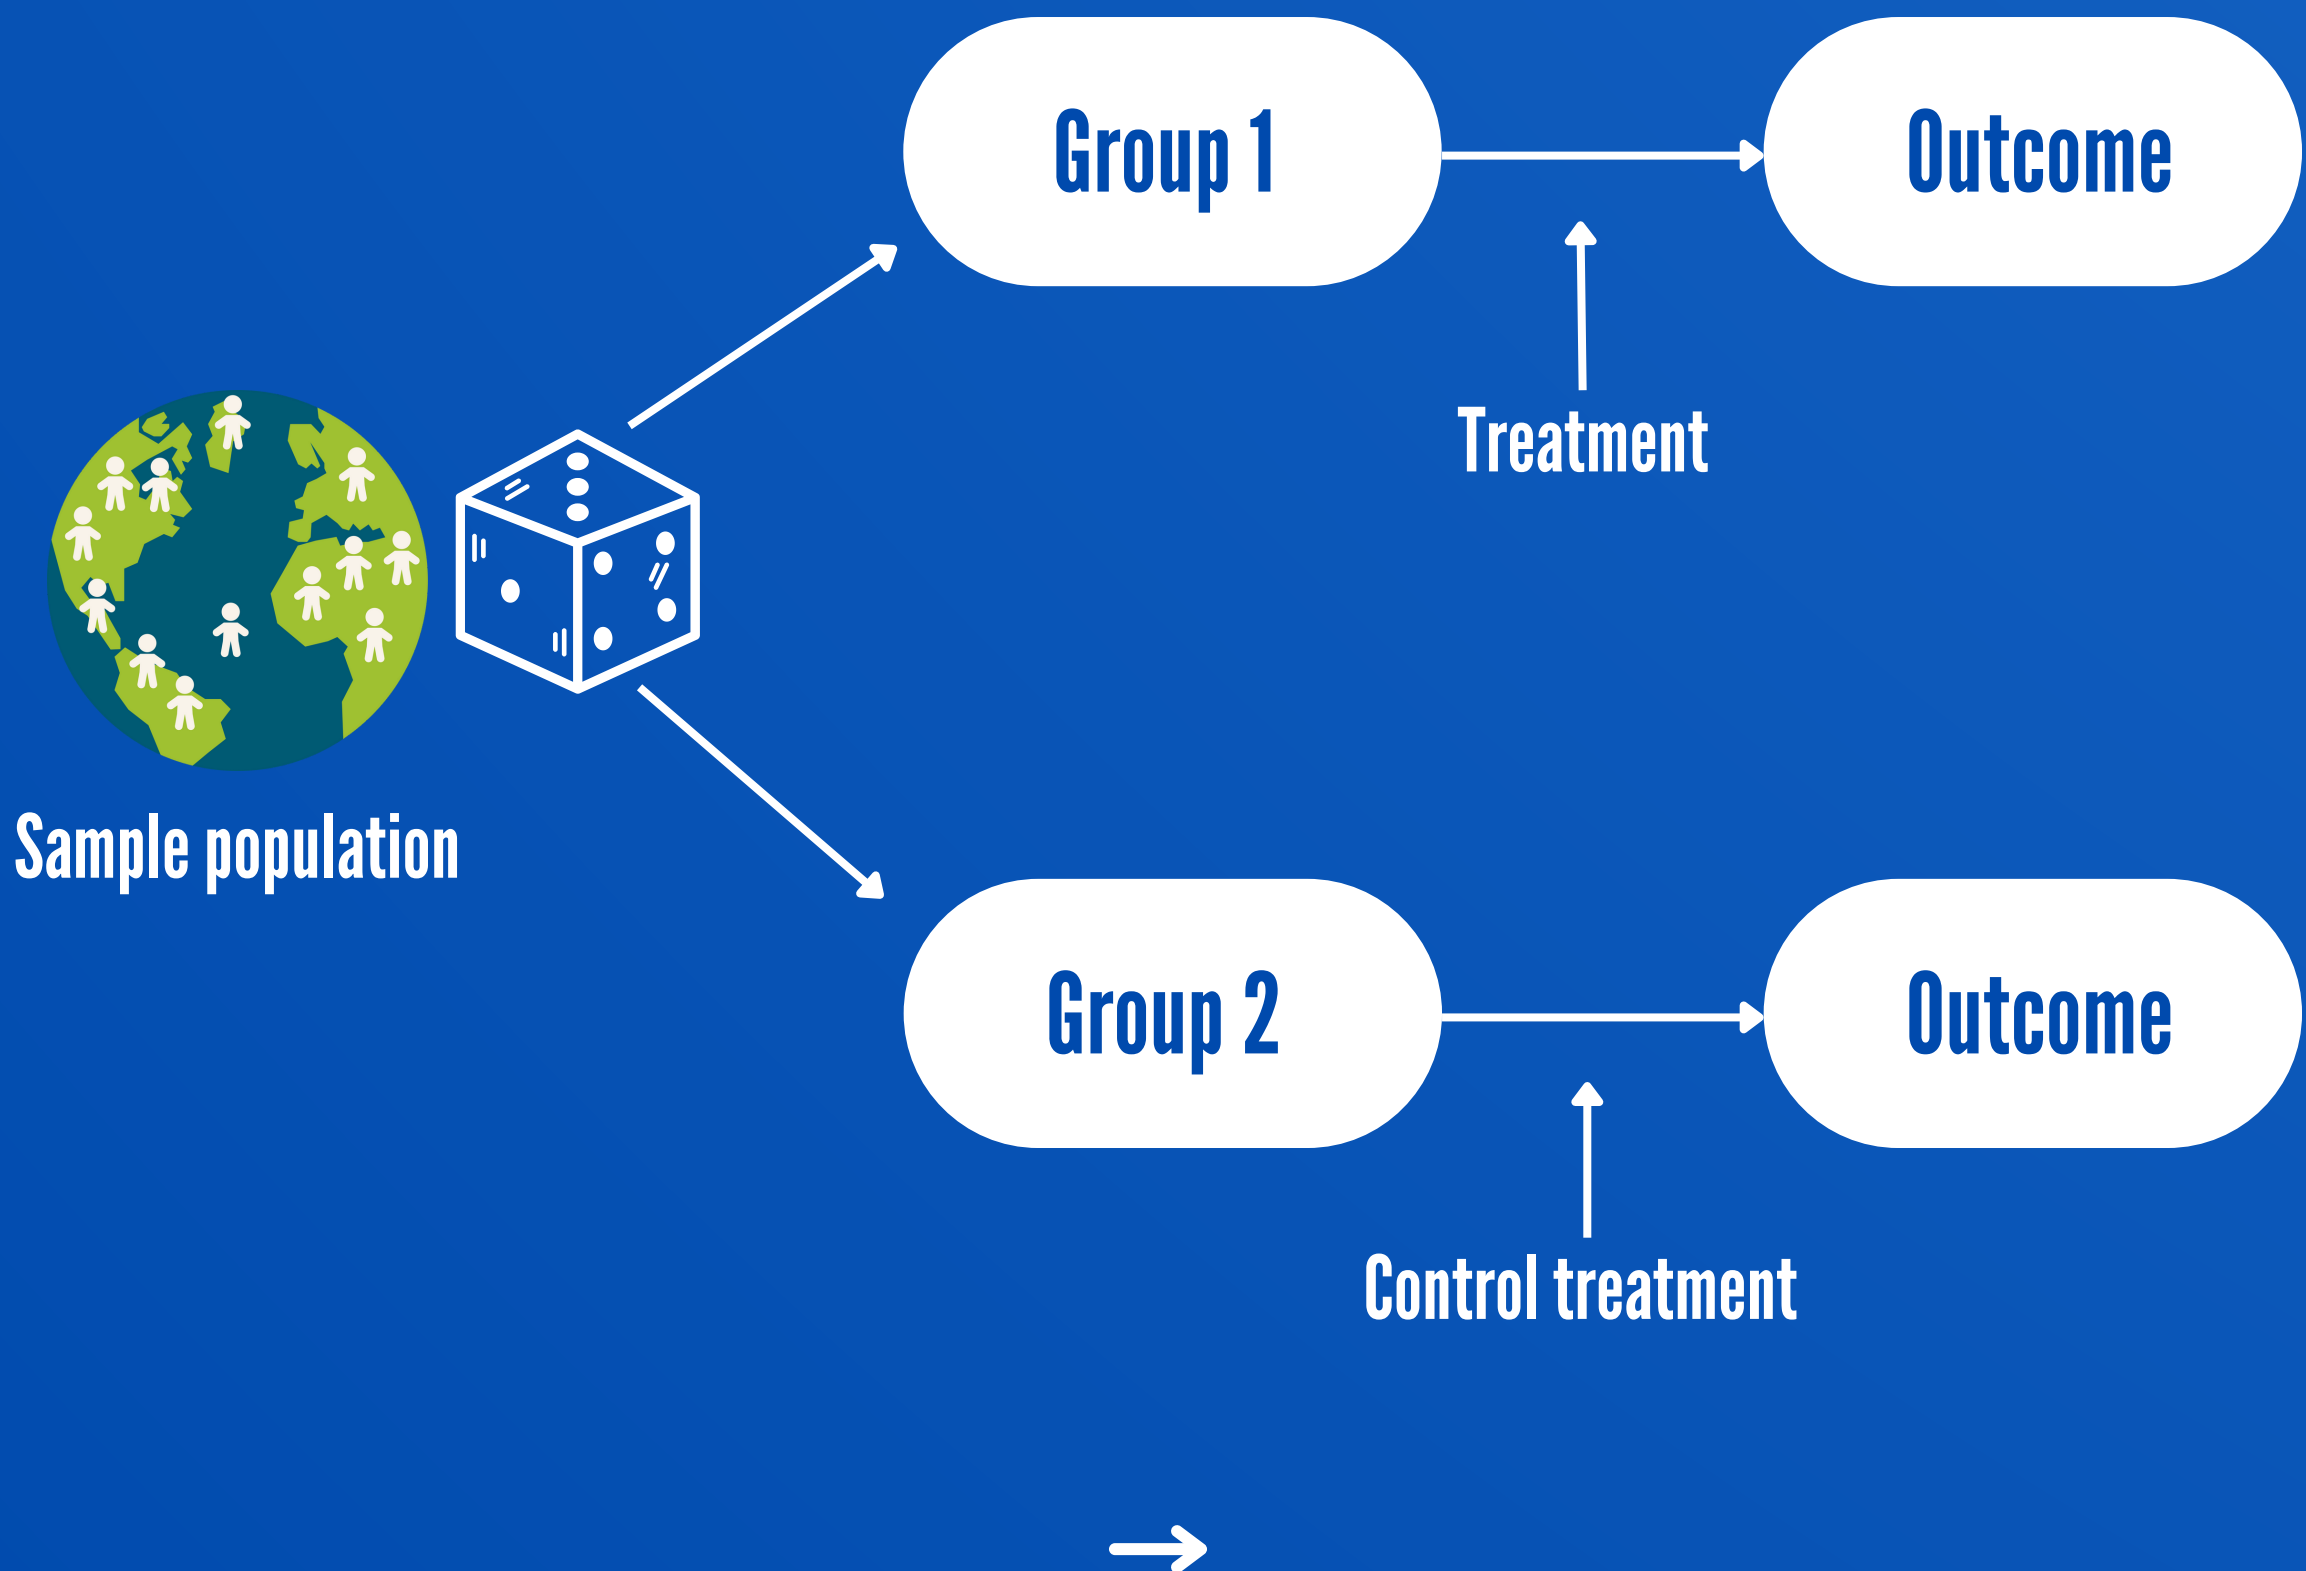 Group 1
Outcome
Treatment
Sample population
Group 2
Outcome
Control treatment